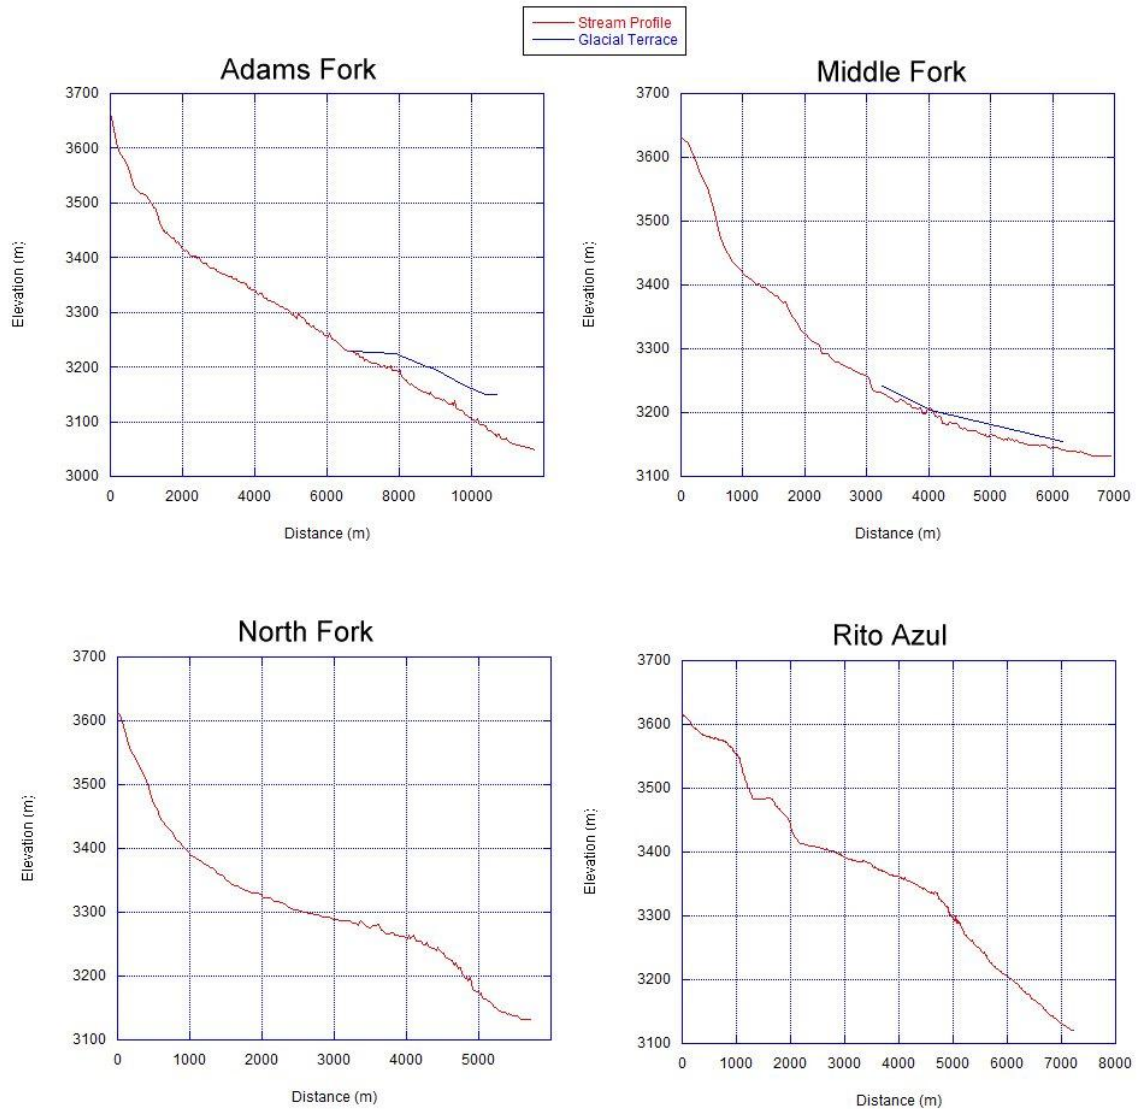 Stream Profile
Glacial Terrace
Adams Fork
3700
3600
3500
3400
3300
3200
3100
3000
0 2000 4000 6000 8000 10000
Elevation (m)
Distance (m)
Middle Fork
3700
3600
3500
3400
3300
3200
3100
0 1000 2000 3000 4000 5000 6000 7000
Elevation (m)
Distance (m)
North Fork
3700
3600
3500
3400
3300
3200
3100
0 1000 2000 3000 4000 5000
Elevation (m)
Distance (m)
Rito Azul
3700
3600
3500
3400
3300
3200
3100
0 1000 2000 3000 4000 5000 6000 7000 8000
Elevation (m)
Distance (m)